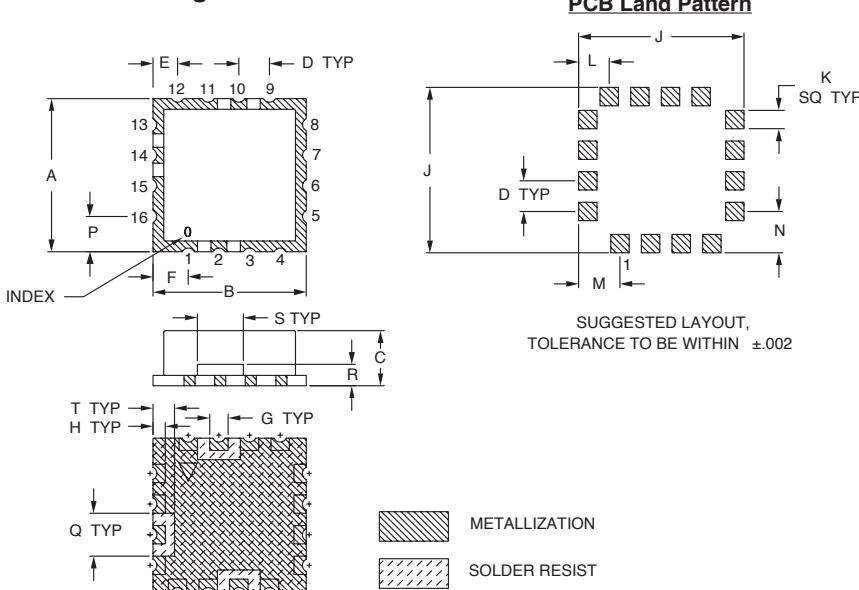 PCB Land Pattern
E
D TYP
12 11 10 9
13
14
15
16
8
7
6
5
A
P
0
1 2 3 4
F
B
INDEX
J
L
K
SQ TYP
J
D TYP
N
M
1
SUGGESTED LAYOUT,
TOLERANCE TO BE WITHIN ±.002
S TYP
C
R
T TYP
H TYP
G TYP
Q TYP
METALLIZATION
SOLDER RESIST